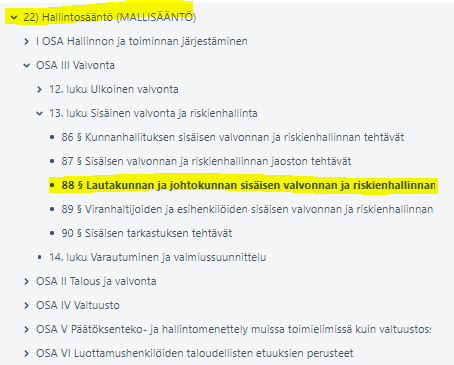 22) Hallintosääntö (MALLISÄÄNTÖ)
I OSA Hallinnon ja toiminnan järjestäminen
OSA III Valvonta
12. luku Ulkoinen valvonta
13. luku Sisäinen valvonta ja riskienhallinta
86 § Kunnanhallituksen sisäisen valvonnan ja riskienhallinnan tehtävät
87 § Sisäisen valvonnan ja riskienhallinnan jaoston tehtävät
88 § Lautakunnan ja johtokunnan sisäisen valvonnan ja riskienhallinnan
89 § Viranhaltijoiden ja esihenkilöiden sisäisen valvonnan ja riskienhallinnan
90 § Sisäisen tarkastuksen tehtävät
14. luku Varautuminen ja valmiussuunnittelu
OSA II Talous ja valvonta
OSA IV Valtuusto
OSA V Päätöksenteko- ja hallintomenettely muissa toimielimissä kuin valtuustos
OSA VI Luottamushenkilöiden taloudellisten etuuksien perusteet